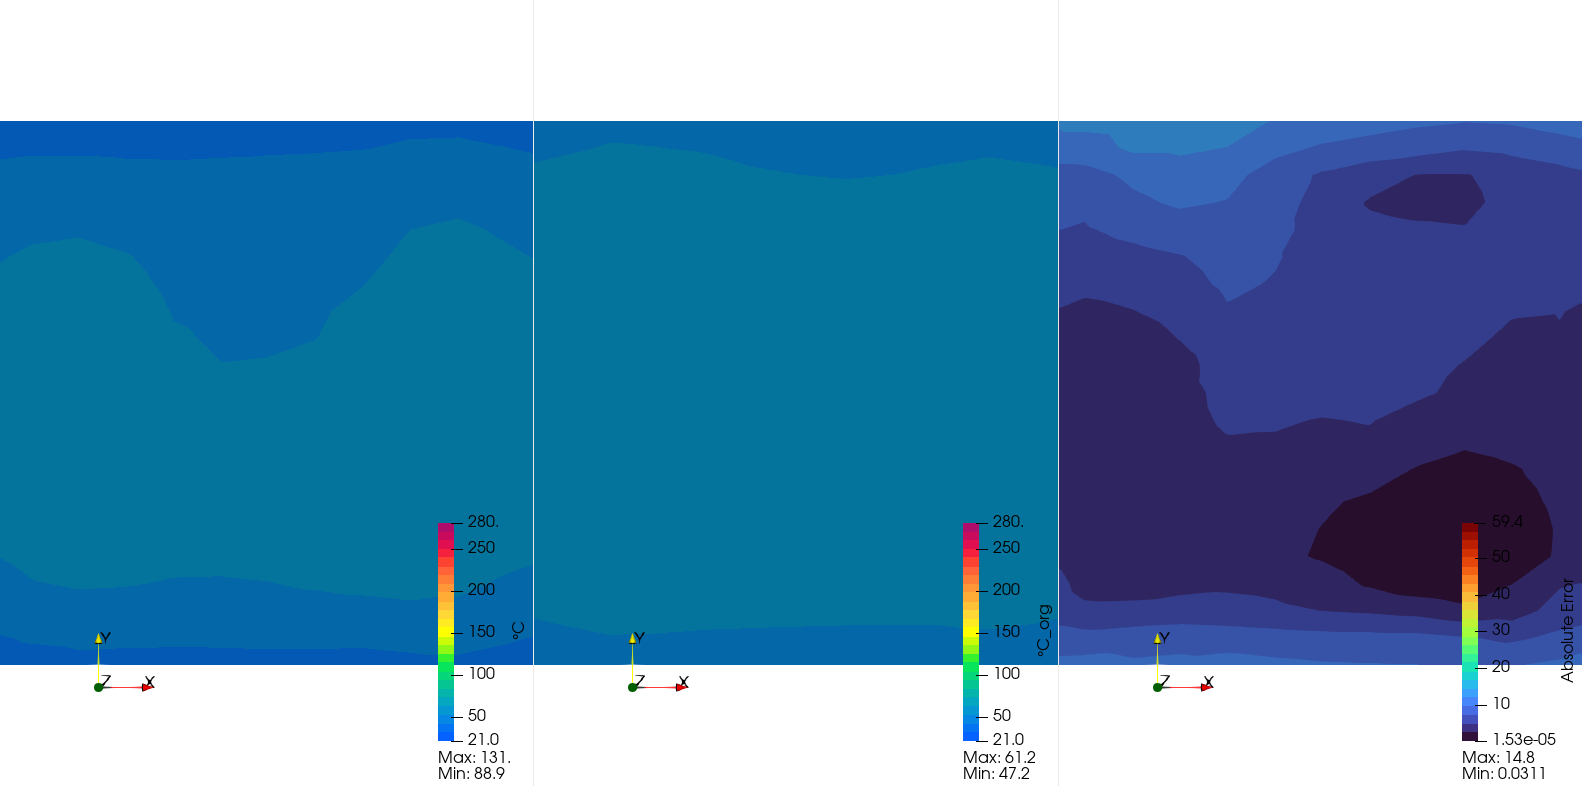 280.
250
200
150
100
50
21.0
°C
Max: 131.
Min: 88.9
Y
Z
X
280.
250
200
150
100
50
21.0
°C_org
Max: 61.2
Min: 47.2
Y
Z
X
59.4
50
40
30
20
10
1.53e-05
Absolute Error
Max: 14.8
Min: 0.0311
Y
Z
X